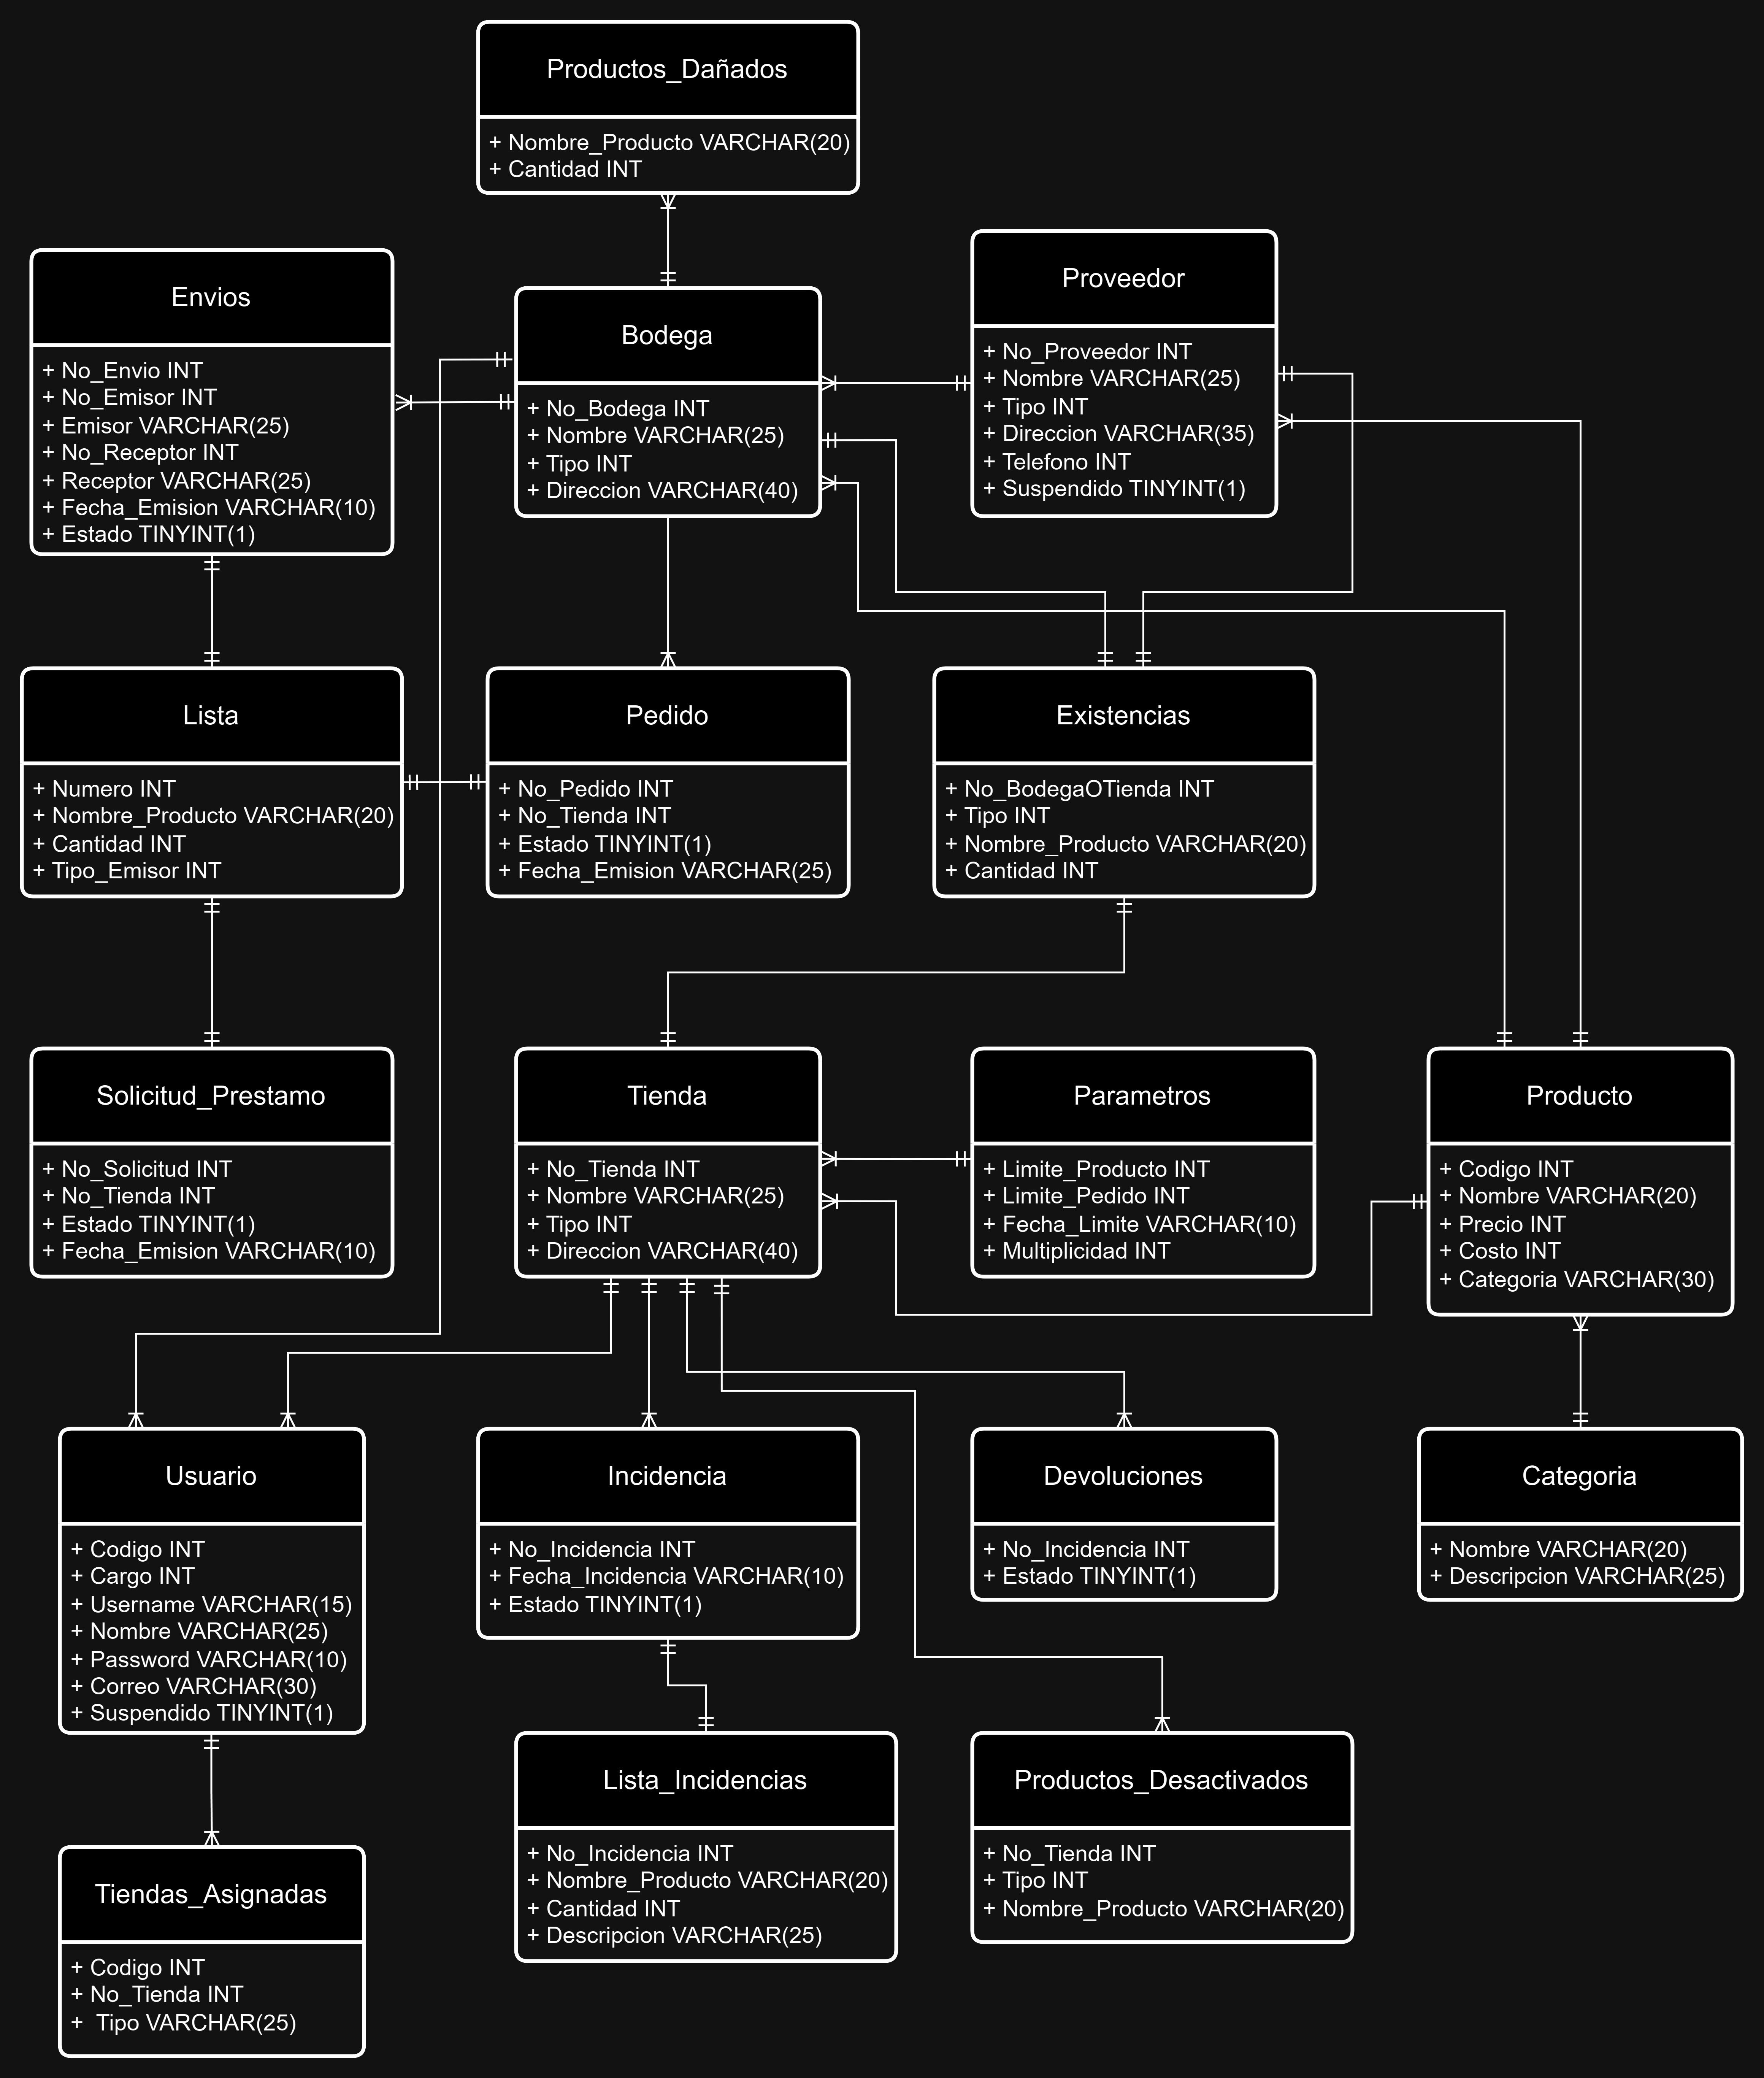 Productos_Dañados
+ Nombre_Producto VARCHAR(20)
+ Cantidad INT
Envios
+ No_Envio INT
+ No_Emisor INT
+ Emisor VARCHAR(25)
+ No_Receptor INT
+ Receptor VARCHAR(25)
+ Fecha_Emision VARCHAR(10)
+ Estado TINYINT(1)
Bodega
+ No_Bodega INT
+ Nombre VARCHAR(25)
+ Tipo INT
+ Direccion VARCHAR(40)
Proveedor
+ No_Proveedor INT
+ Nombre VARCHAR(25)
+ Tipo INT
+ Direccion VARCHAR(35)
+ Telefono INT
+ Suspendido TINYINT(1)
Lista
+ Numero INT
+ Nombre_Producto VARCHAR(20)
+ Cantidad INT
+ Tipo_Emisor INT
Pedido
+ No_Pedido INT
+ No_Tienda INT
+ Estado TINYINT(1)
+ Fecha_Emision VARCHAR(25)
Existencias
+ No_BodegaOTienda INT
+ Tipo INT
+ Nombre_Producto VARCHAR(20)
+ Cantidad INT
Solicitud_Prestamo
+ No_Solicitud INT
+ No_Tienda INT
+ Estado TINYINT(1)
+ Fecha_Emision VARCHAR(10)
Tienda
+ No_Tienda INT
+ Nombre VARCHAR(25)
+ Tipo INT
+ Direccion VARCHAR(40)
Parametros
+ Limite_Producto INT
+ Limite_Pedido INT
+ Fecha_Limite VARCHAR(10)
+ Multiplicidad INT
Producto
+ Codigo INT
+ Nombre VARCHAR(20)
+ Precio INT
+ Costo INT
+ Categoria VARCHAR(30)
Usuario
+ Codigo INT
+ Cargo INT
+ Username VARCHAR(15)
+ Nombre VARCHAR(25)
+ Password VARCHAR(10)
+ Correo VARCHAR(30)
+ Suspendido TINYINT(1)
Incidencia
+ No_Incidencia INT
+ Fecha_Incidencia VARCHAR(10)
+ Estado TINYINT(1)
Devoluciones
+ No_Incidencia INT
+ Estado TINYINT(1)
Categoria
+ Nombre VARCHAR(20)
+ Descripcion VARCHAR(25)
Lista_Incidencias
+ No_Incidencia INT
+ Nombre_Producto VARCHAR(20)
+ Cantidad INT
+ Descripcion VARCHAR(25)
Productos_Desactivados
+ No_Tienda INT
+ Tipo INT
+ Nombre_Producto VARCHAR(20)
Tiendas_Asignadas
+ Codigo INT
+ No_Tienda INT
+ Tipo VARCHAR(25)